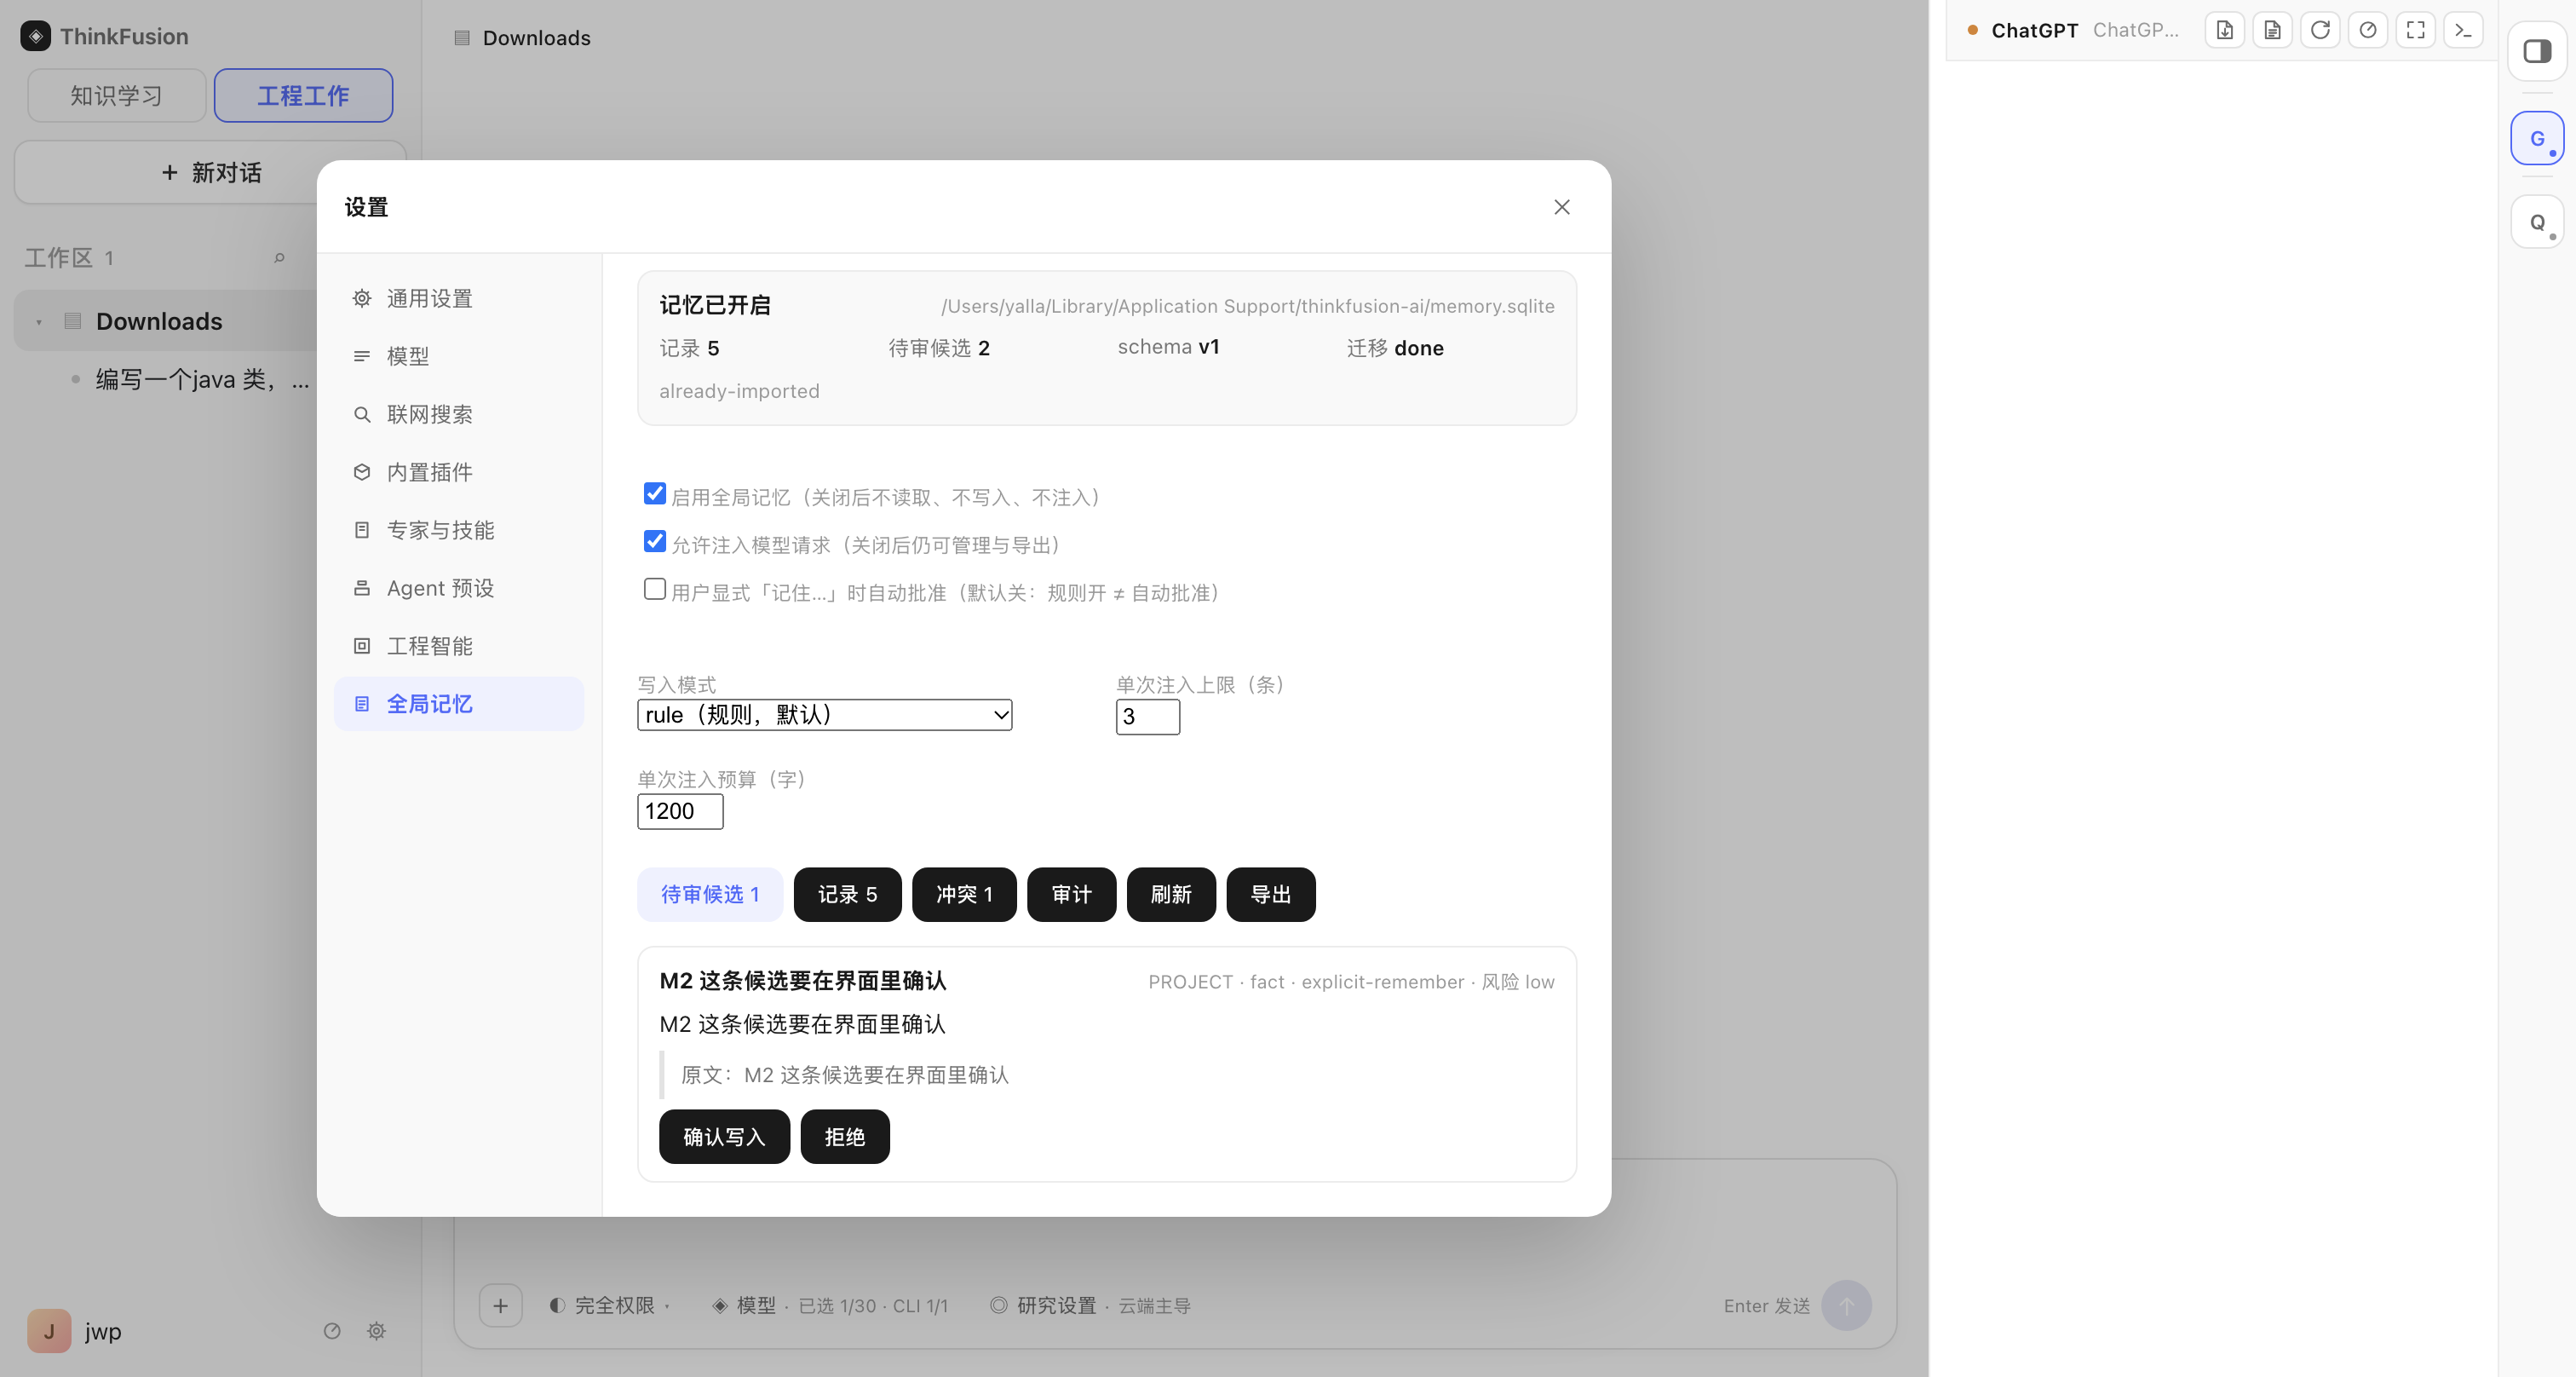 ThinkFusion
知识学习
工程工作
+ 新对话
工作区 1
Downloads
编写一个java 类，...
J
jwp
Downloads
设置
通用设置
模型
联网搜索
内置插件
专家与技能
Agent 预设
工程智能
全局记忆
记忆已开启
/Users/yalla/Library/Application Support/thinkfusion-ai/memory.sqlite
记录 5
待审候选 2
schema v1
迁移 done
already-imported
启用全局记忆（关闭后不读取、不写入、不注入）
允许注入模型请求（关闭后仍可管理与导出）
用户显式「记住…」时自动批准（默认关：规则开 ≠ 自动批准）
写入模式
rule（规则，默认）
单次注入上限（条）
3
单次注入预算（字）
1200
待审候选 1
记录 5
冲突 1
审计
刷新
导出
M2 这条候选要在界面里确认
PROJECT · fact · explicit-remember · 风险 low
M2 这条候选要在界面里确认
原文：M2 这条候选要在界面里确认
确认写入
拒绝
完全权限
模型 · 已选 1/30 · CLI 1/1
研究设置 · 云端主导
Enter 发送
ChatGPT
ChatGP...
G
Q